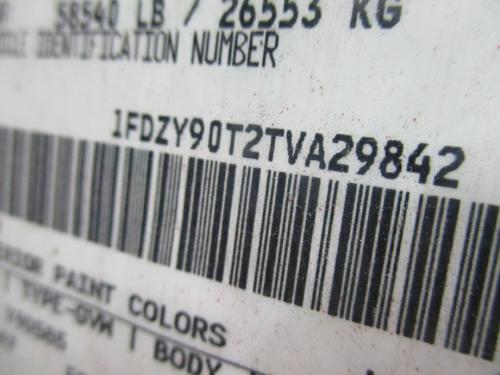 58540 LB / 26553 KG
IDENTIFICATION NUMBER
1FDZY90T2TVA29842
PAINT COLORS
TYPE-GVW | BODY